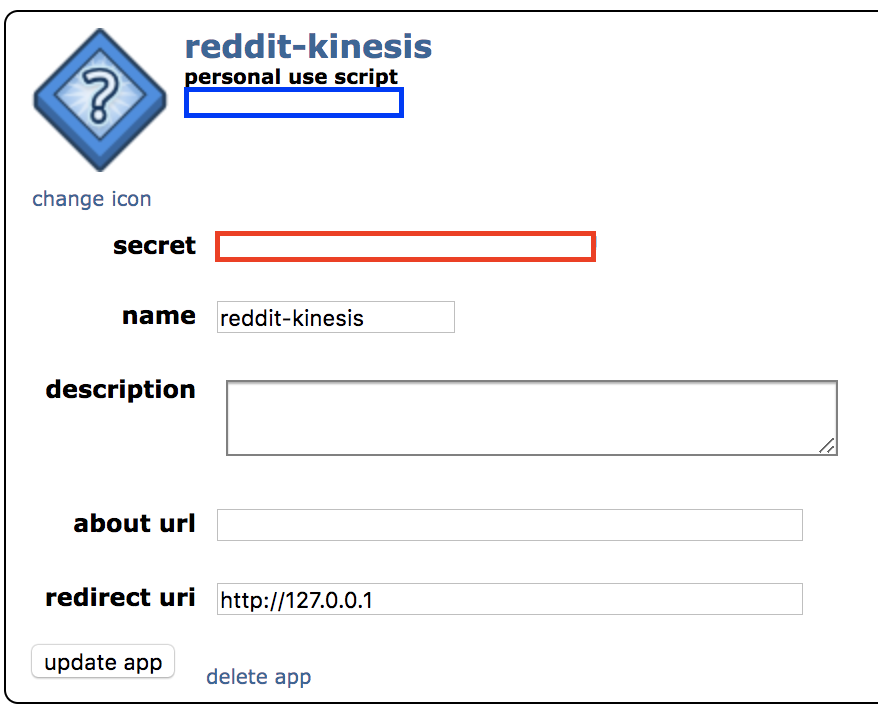 reddit-kinesis
personal use script
change icon
secret
name reddit-kinesis
description
about url
redirect uri http://127.0.0.1
update app delete app